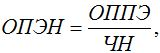 ОПЭН = ОППЭ / ЧН,